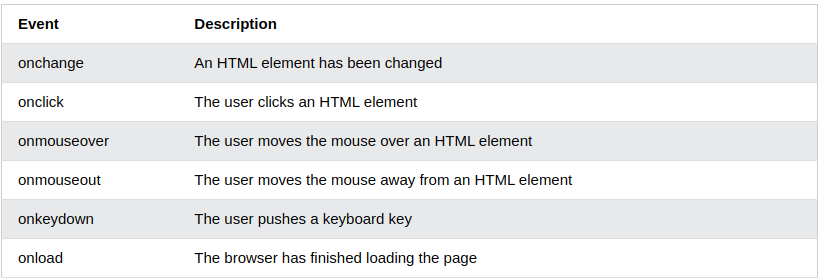 Event Description
onchange An HTML element has been changed
onclick The user clicks an HTML element
onmouseover The user moves the mouse over an HTML element
onmouseout The user moves the mouse away from an HTML element
onkeydown The user pushes a keyboard key
onload The browser has finished loading the page